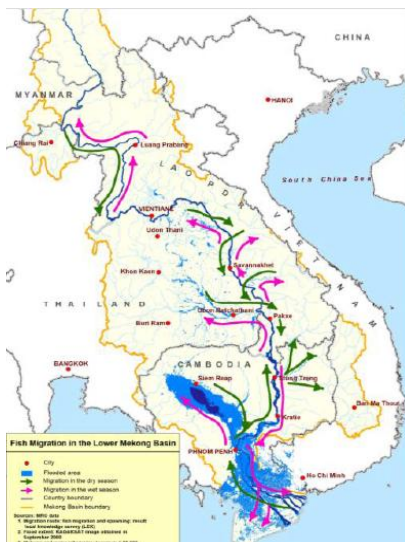 CHINA
MYANMAR
HANOI
Chiang Rai
Luang Prabang
LAO PDR
South China Sea
VIENTIANE
VIETNAM
Udon Thani
Savannakhet
Khon Kaen
THAILAND
Ubon Ratchathani
Pakse
Buri Ram
BANGKOK
CAMBODIA
Siem Reap
Stung Treng
Kratie
PHNOM PENH
Ho Chi Minh
Fish Migration in the Lower Mekong Basin
City
Flooded area
Migration in the dry season
Migration in the wet season
Country boundary
Mekong Basin boundary
Sources: MRC data